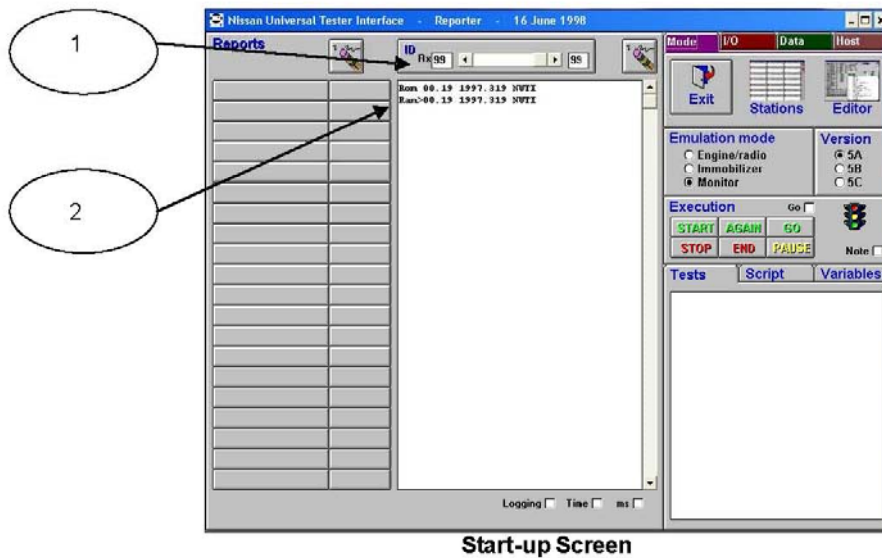 1
2
Nissan Universal Tester Interface - Reporter - 16 June 1998
Reports
ID
Rx 99 99
Rom 00.19 1997.319 NUTI
Ram>00.19 1997.319 NUTI
Logging Time ms
Mode I/O Data Host
Exit Stations Editor
Emulation mode
Engine/radio
Immobilizer
Monitor
Version
5A
5B
5C
Execution Go
START AGAIN GO
STOP END PAUSE Note
Tests Script Variables
Start-up Screen